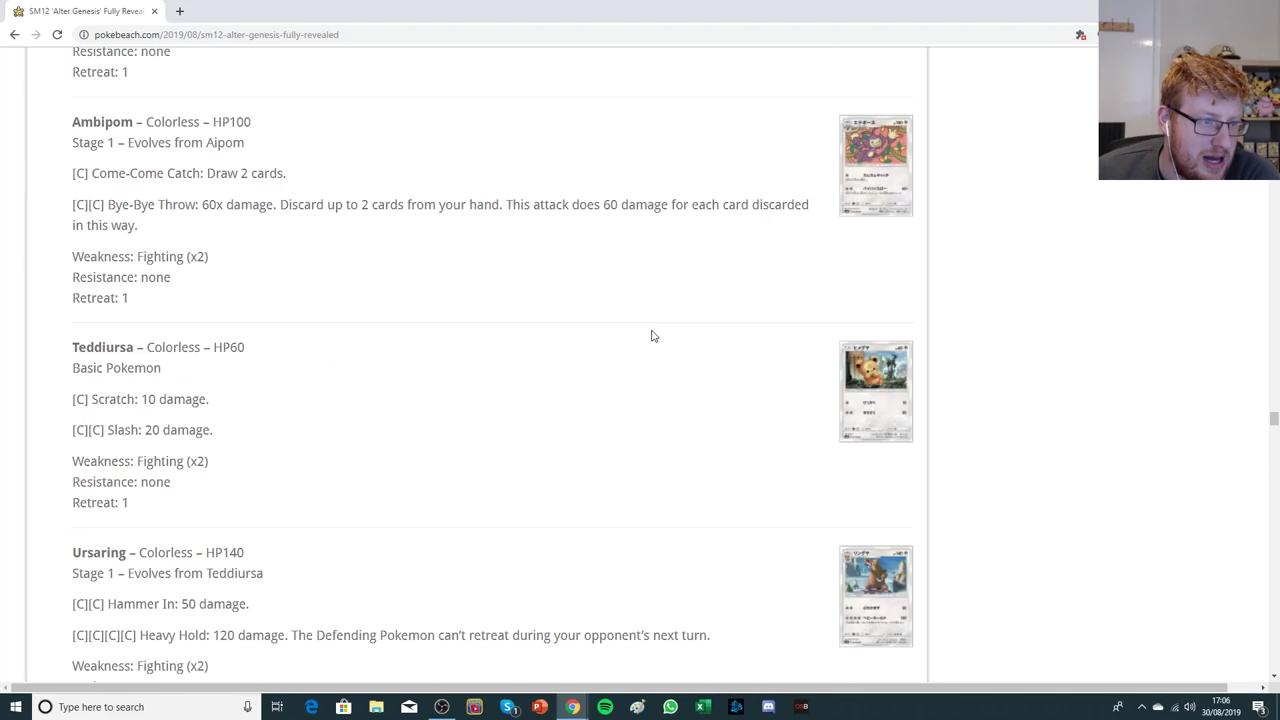 SM12 'Alter Genesis' Fully Reveal
pokebeach.com/2019/08/sm12-alter-genesis-fully-revealed
Resistance: none
Retreat: 1
Ambipom – Colorless – HP100
Stage 1 – Evolves from Aipom
[C] Come-Come Catch: Draw 2 cards.
[C][C] Bye-Bye Throw: 60x damage. Discard up to 2 cards from your hand. This attack does 60 damage for each card discarded
in this way.
Weakness: Fighting (x2)
Resistance: none
Retreat: 1
Teddiursa – Colorless – HP60
Basic Pokemon
[C] Scratch: 10 damage.
[C][C] Slash: 20 damage.
Weakness: Fighting (x2)
Resistance: none
Retreat: 1
Ursaring – Colorless – HP140
Stage 1 – Evolves from Teddiursa
[C][C] Hammer In: 50 damage.
[C][C][C][C] Heavy Hold: 120 damage. The Defending Pokemon can't retreat during your opponent's next turn.
Weakness: Fighting (x2)
Type here to search
17:06
30/08/2019